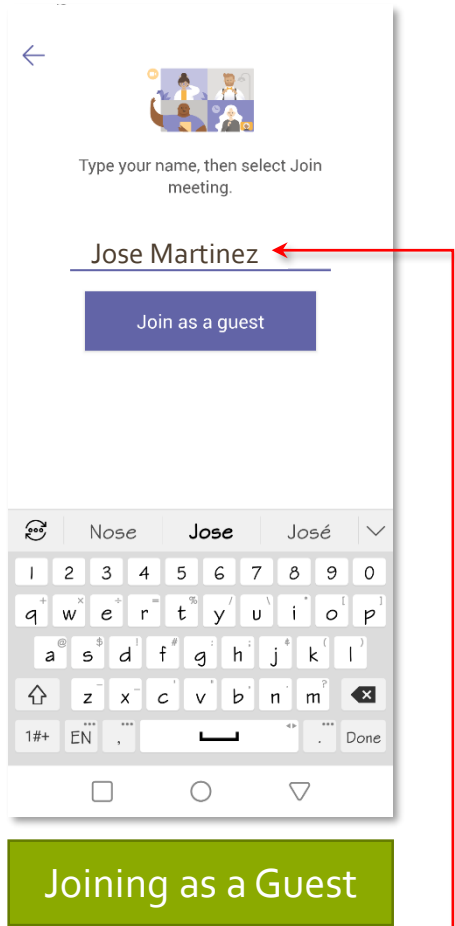 Type your name, then select Join
meeting.
Jose Martinez
Join as a guest
Nose Jose José
1 2 3 4 5 6 7 8 9 0
q + w × e ÷ r = t % y / u \ i ˙ o [ p ]
a @ s $ d ! f # g : h ; j * k ( l )
z – x - c ' v " b · n . m ?
1#+ EN , . Done
Joining as a Guest